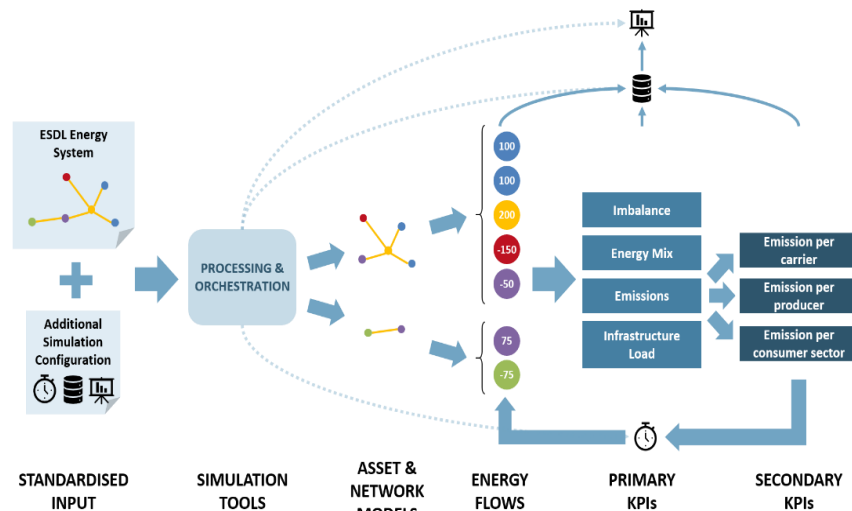 ESDL Energy
System
Additional
Simulation
Configuration
PROCESSING &
ORCHESTRATION
100
100
200
-150
-50
75
-75
Imbalance
Energy Mix
Emissions
Infrastructure
Load
Emission per
carrier
Emission per
producer
Emission per
consumer sector
STANDARDISED
INPUT
SIMULATION
TOOLS
ASSET &
NETWORK
MODELS
ENERGY
FLOWS
PRIMARY
KPIs
SECONDARY
KPIs